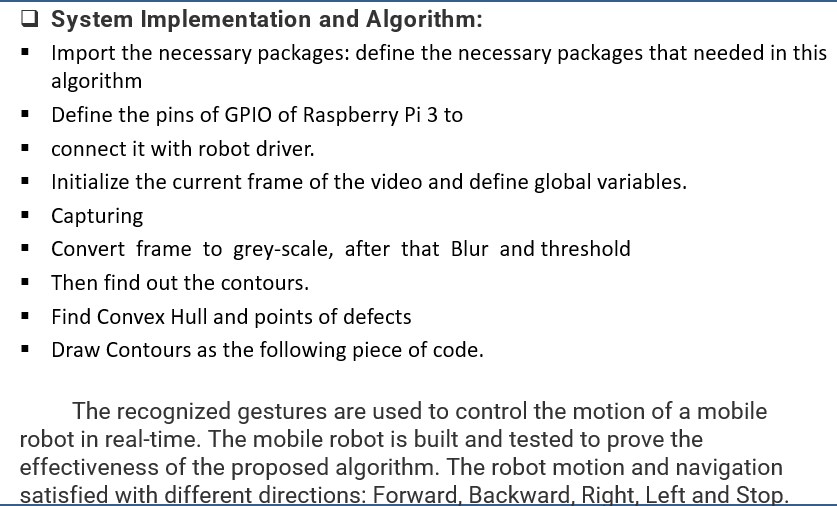 ❑ System Implementation and Algorithm:
▪ Import the necessary packages: define the necessary packages that needed in this
algorithm
▪ Define the pins of GPIO of Raspberry Pi 3 to
▪ connect it with robot driver.
▪ Initialize the current frame of the video and define global variables.
▪ Capturing
▪ Convert frame to grey-scale, after that Blur and threshold
▪ Then find out the contours.
▪ Find Convex Hull and points of defects
▪ Draw Contours as the following piece of code.
The recognized gestures are used to control the motion of a mobile
robot in real-time. The mobile robot is built and tested to prove the
effectiveness of the proposed algorithm. The robot motion and navigation
satisfied with different directions: Forward, Backward, Right, Left and Stop.